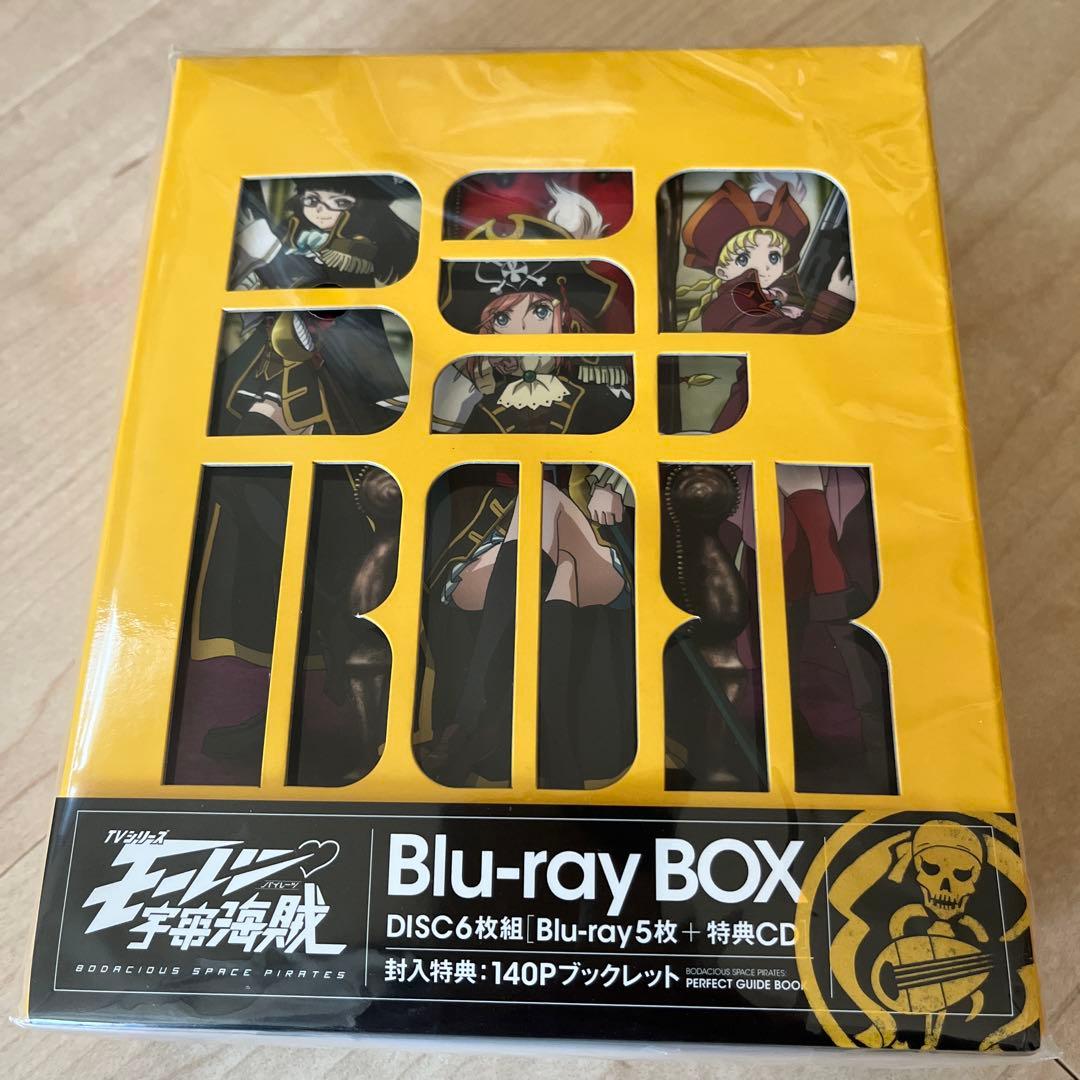 BSP
BOX
TVシリーズ
モーレツ
パイレーツ
宇宙海賊
BODACIOUS SPACE PIRATES
Blu-ray BOX
DISC6枚組[Blu-ray5枚＋特典CD]
封入特典：140Pブックレット
BODACIOUS SPACE PIRATES:
PERFECT GUIDE BOOK